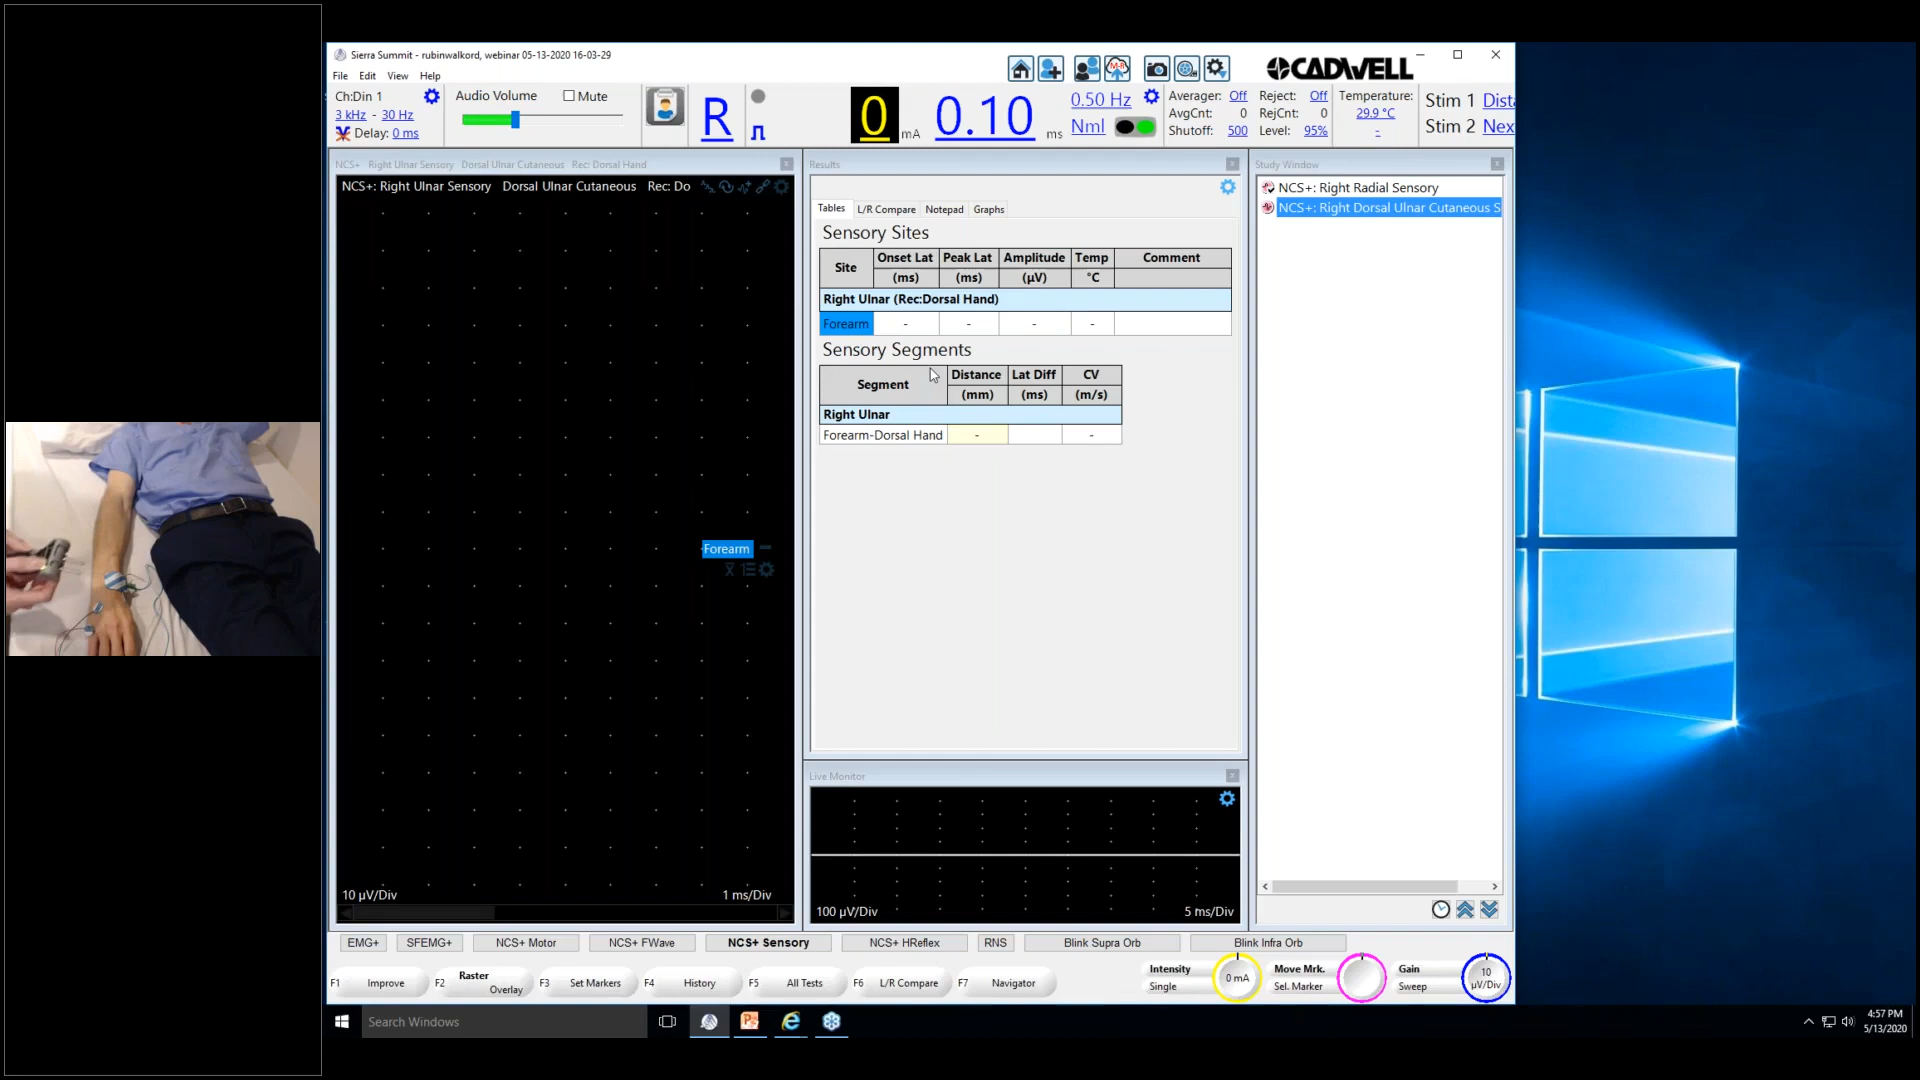 Sierra Summit - rubinwalkord, webinar 05-13-2020 16-03-29
File Edit View Help
CADWELL
Ch:Din 1
3 kHz - 30 Hz
Delay: 0 ms
Audio Volume
Mute
R
0 mA
0.10 ms
0.50 Hz
Nml
Averager: Off
AvgCnt: 0
Shutoff: 500
Reject: Off
RejCnt: 0
Level: 95%
Temperature:
29.9 °C
-
Stim 1 Dista
Stim 2 Nex
NCS+ Right Ulnar Sensory Dorsal Ulnar Cutaneous Rec: Dorsal Hand
NCS+: Right Ulnar Sensory Dorsal Ulnar Cutaneous Rec: Do
Forearm
10 µV/Div
1 ms/Div
Results
Tables L/R Compare Notepad Graphs
Sensory Sites
Site Onset Lat Peak Lat Amplitude Temp Comment
(ms) (ms) (µV) °C
Right Ulnar (Rec:Dorsal Hand)
Forearm - - - -
Sensory Segments
Segment Distance Lat Diff CV
(mm) (ms) (m/s)
Right Ulnar
Forearm-Dorsal Hand - -
Live Monitor
100 µV/Div
5 ms/Div
Study Window
NCS+: Right Radial Sensory
NCS+: Right Dorsal Ulnar Cutaneous S
EMG+ SFEMG+ NCS+ Motor NCS+ FWave NCS+ Sensory NCS+ HReflex RNS Blink Supra Orb Blink Infra Orb
F1 Improve F2 Raster Overlay F3 Set Markers F4 History F5 All Tests F6 L/R Compare F7 Navigator
Intensity
Single
0 mA
Move Mrk.
Sel. Marker
Gain
Sweep
10
µV/Div
Search Windows
4:57 PM
5/13/2020